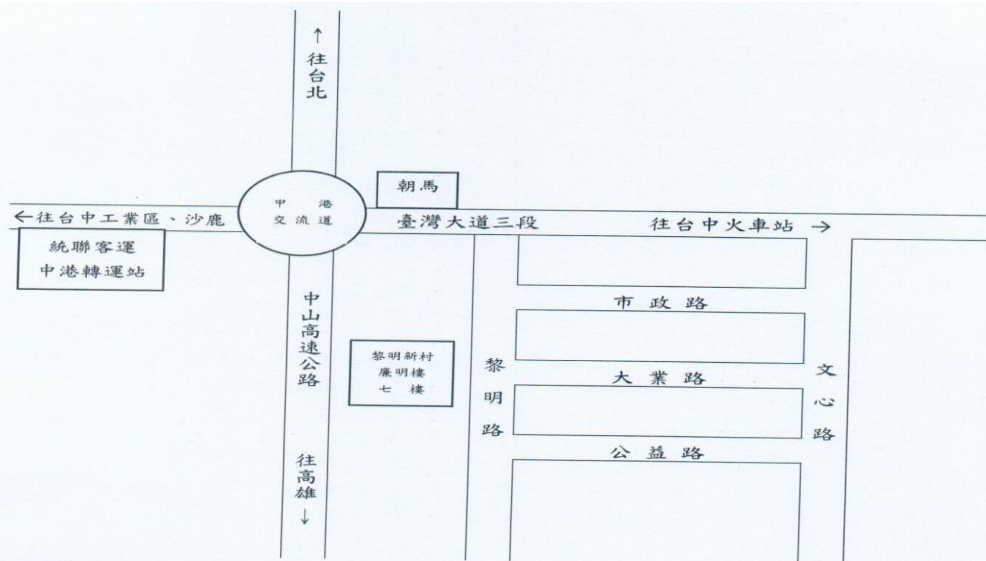 ↑往台北
朝馬
中港
交流道
←往台中工業區、沙鹿
臺灣大道三段
往台中火車站 →
統聯客運
中港轉運站
中山高速公路
市政路
黎明新村
廉明樓
七樓
黎明路
大業路
文心路
公益路
往高雄↓